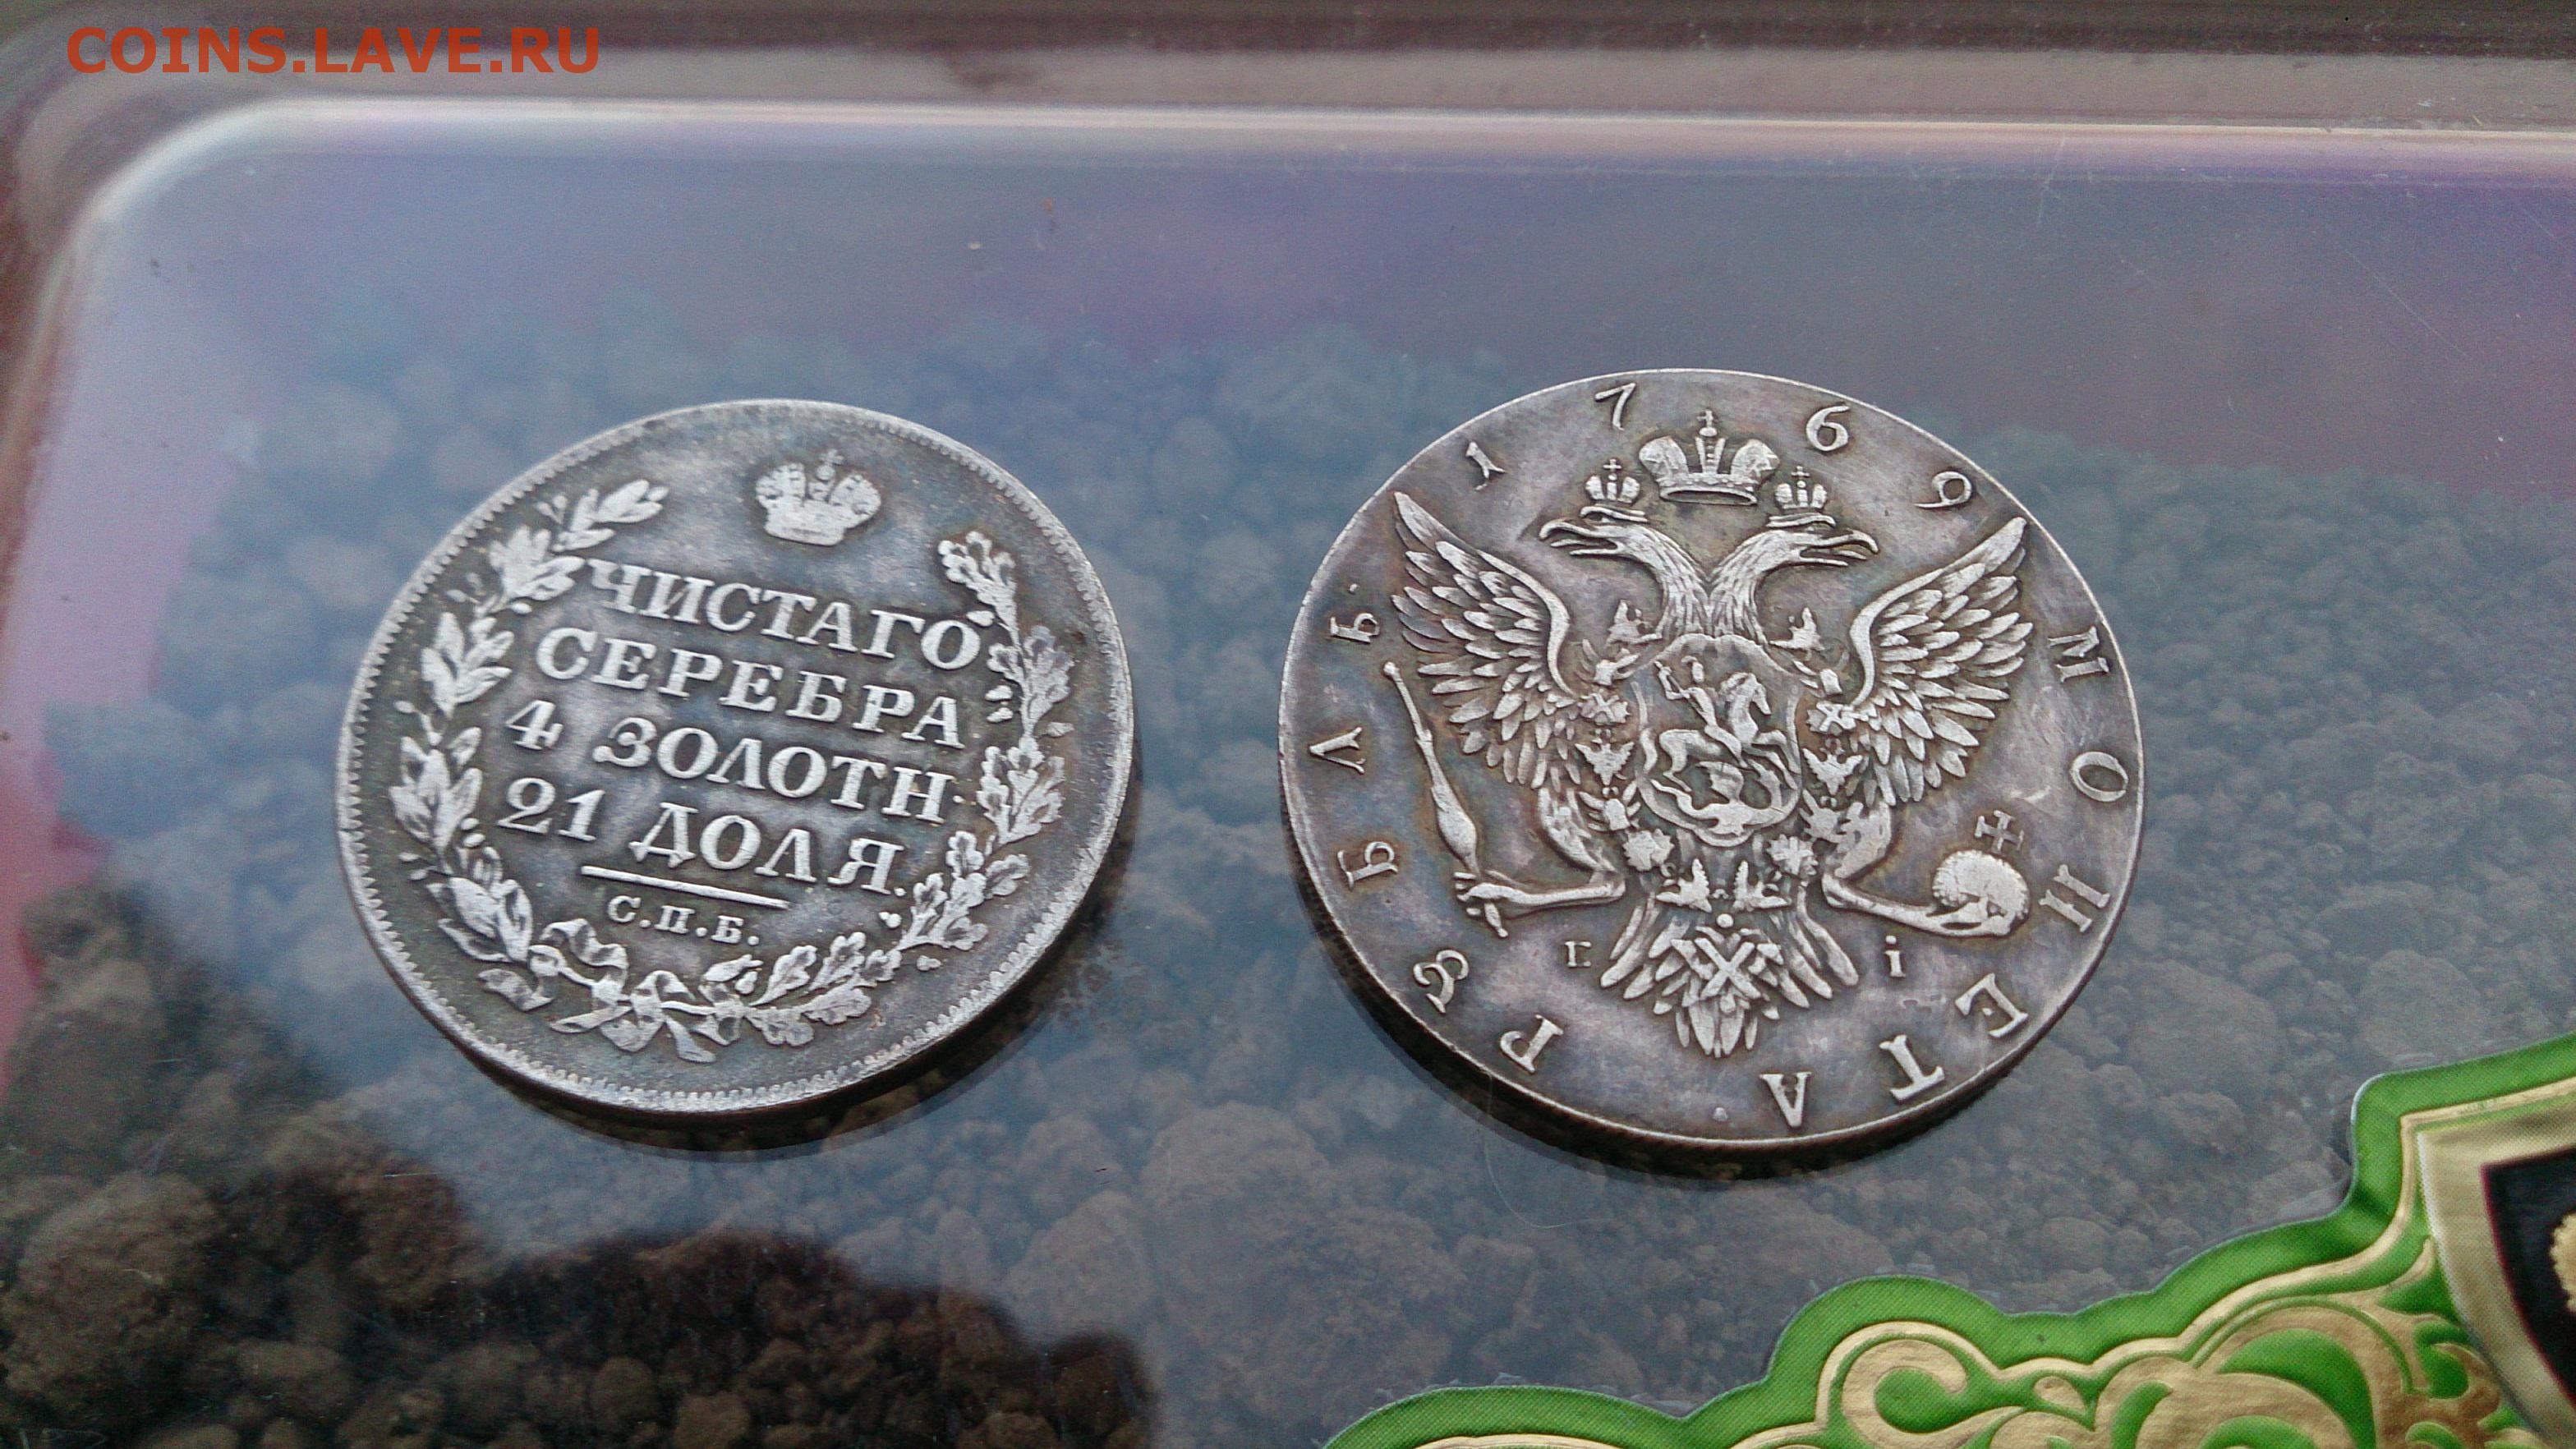 COINS.LAVE.RU
ЧИСТАГО
СЕРЕБРА
4 ЗОЛОТН.
21 ДОЛЯ.
С.П.Б.
1769
МОНЕТА РУБЛЬ.
С. I